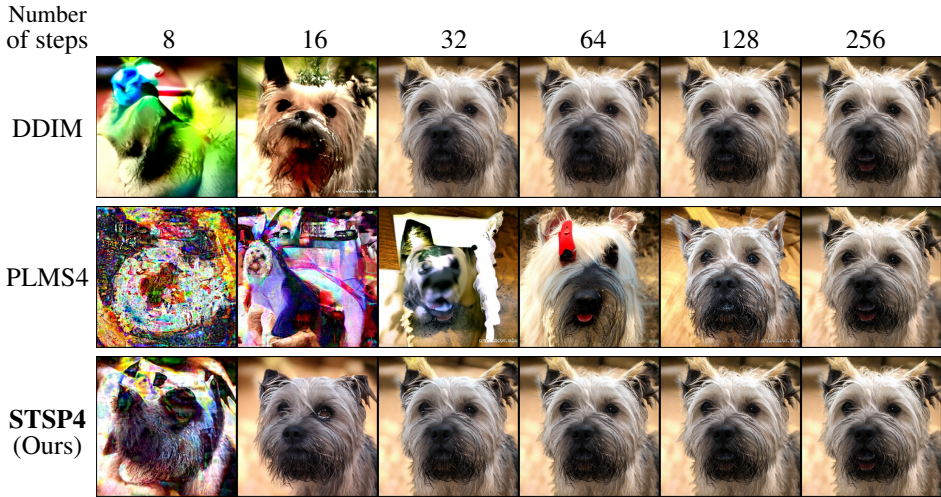 Number
of steps
8 16 32 64 128 256
DDIM
PLMS4
STSP4
(Ours)